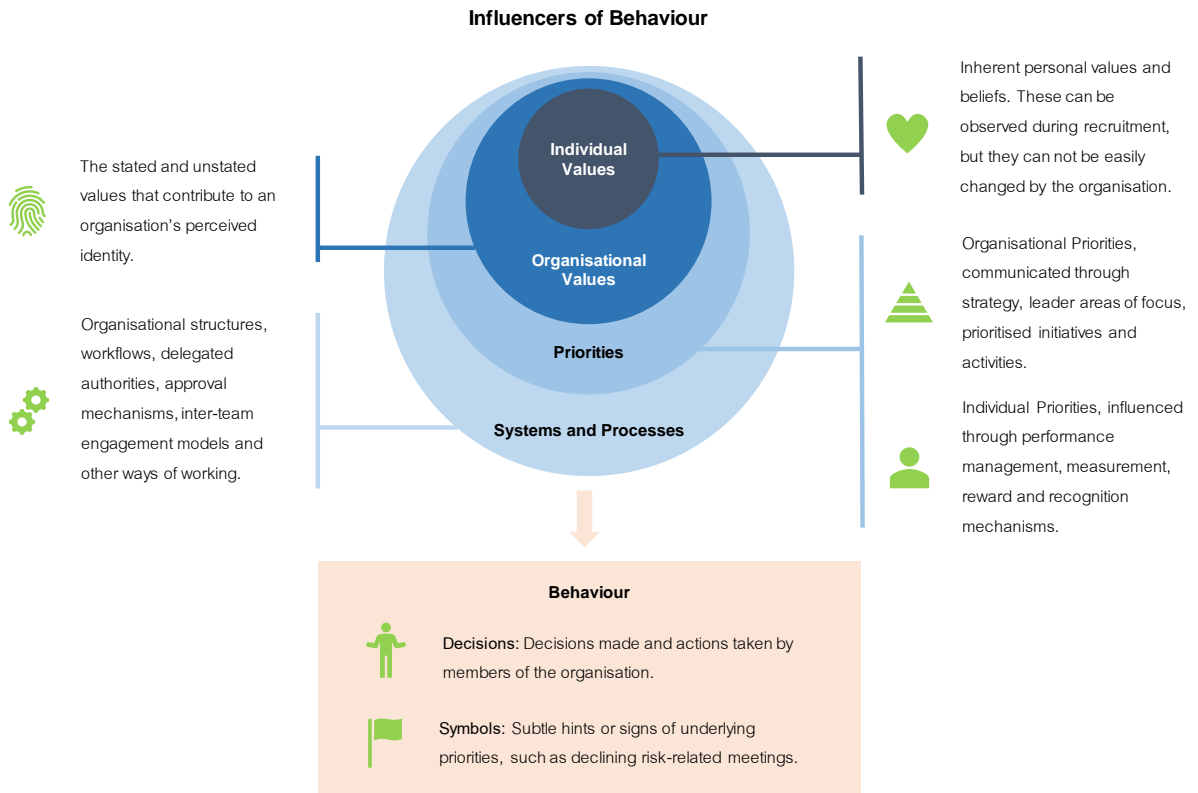 Influencers of Behaviour
The stated and unstated
values that contribute to an
organisation's perceived
identity.
Organisational structures,
workflows, delegated
authorities, approval
mechanisms, inter-team
engagement models and
other ways of working.
Individual
Values
Organisational
Values
Priorities
Systems and Processes
Inherent personal values and
beliefs. These can be
observed during recruitment,
but they can not be easily
changed by the organisation.
Organisational Priorities,
communicated through
strategy, leader areas of focus,
prioritised initiatives and
activities.
Individual Priorities, influenced
through performance
management, measurement,
reward and recognition
mechanisms.
Behaviour
Decisions: Decisions made and actions taken by
members of the organisation.
Symbols: Subtle hints or signs of underlying
priorities, such as declining risk-related meetings.